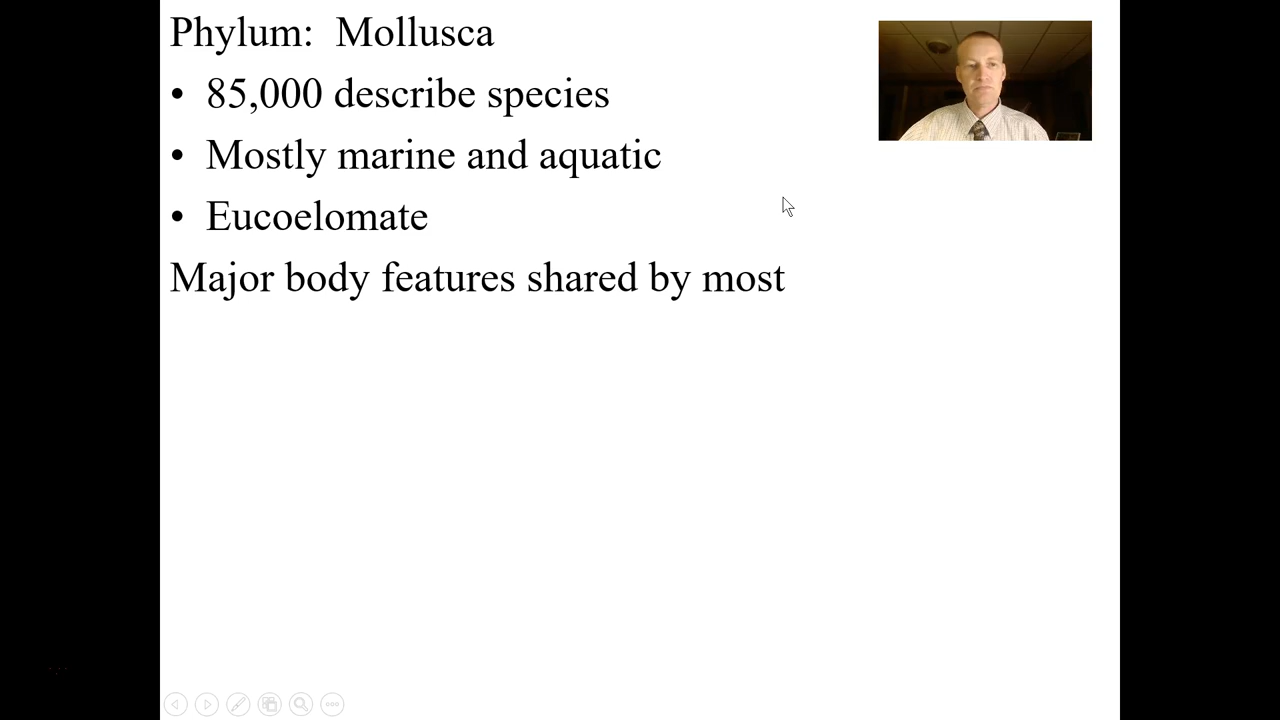 Phylum:  Mollusca
• 85,000 describe species
• Mostly marine and aquatic
• Eucoelomate
Major body features shared by most